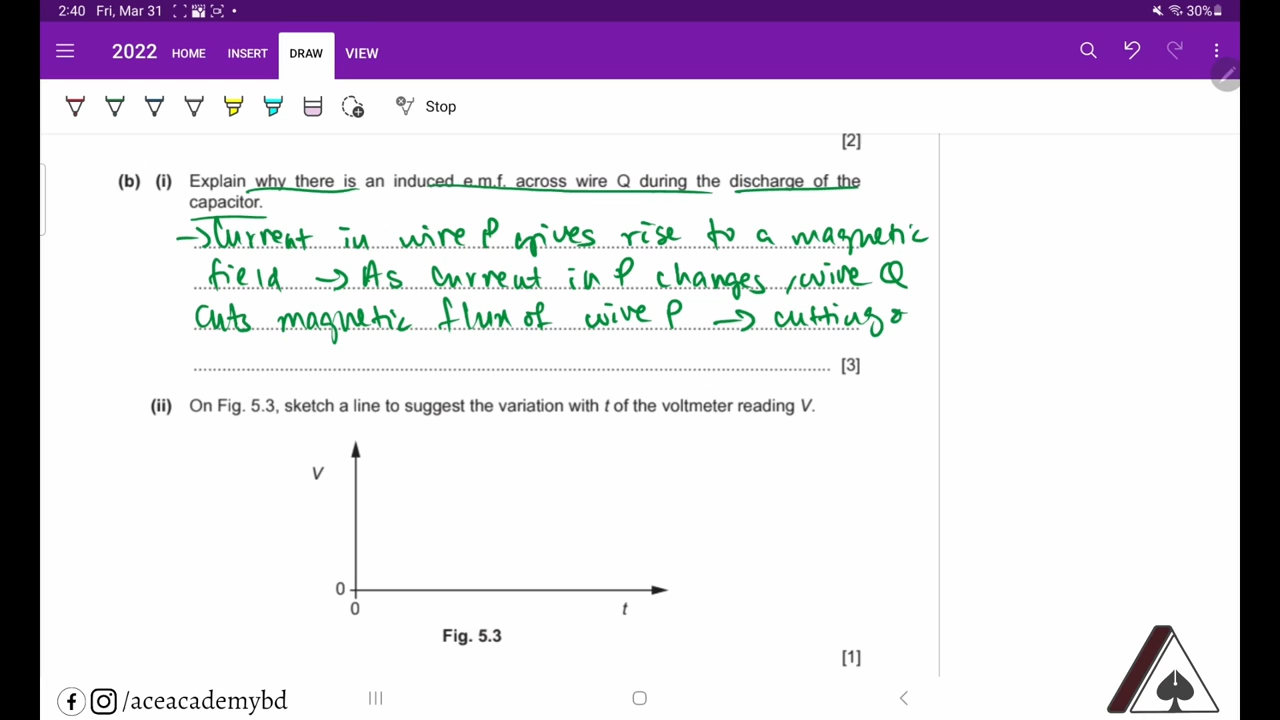 2:40 Fri, Mar 31 30%
2022 HOME INSERT DRAW VIEW
Stop
[2]
(b) (i) Explain why there is an induced e.m.f. across wire Q during the discharge of the
capacitor.
→ Current in wire P gives rise to a magnetic
field → As current in P changes, wire Q
cuts magnetic flux of wire P → cutting
[3]
(ii) On Fig. 5.3, sketch a line to suggest the variation with t of the voltmeter reading V.
V
0
0 t
Fig. 5.3
[1]
/aceacademybd